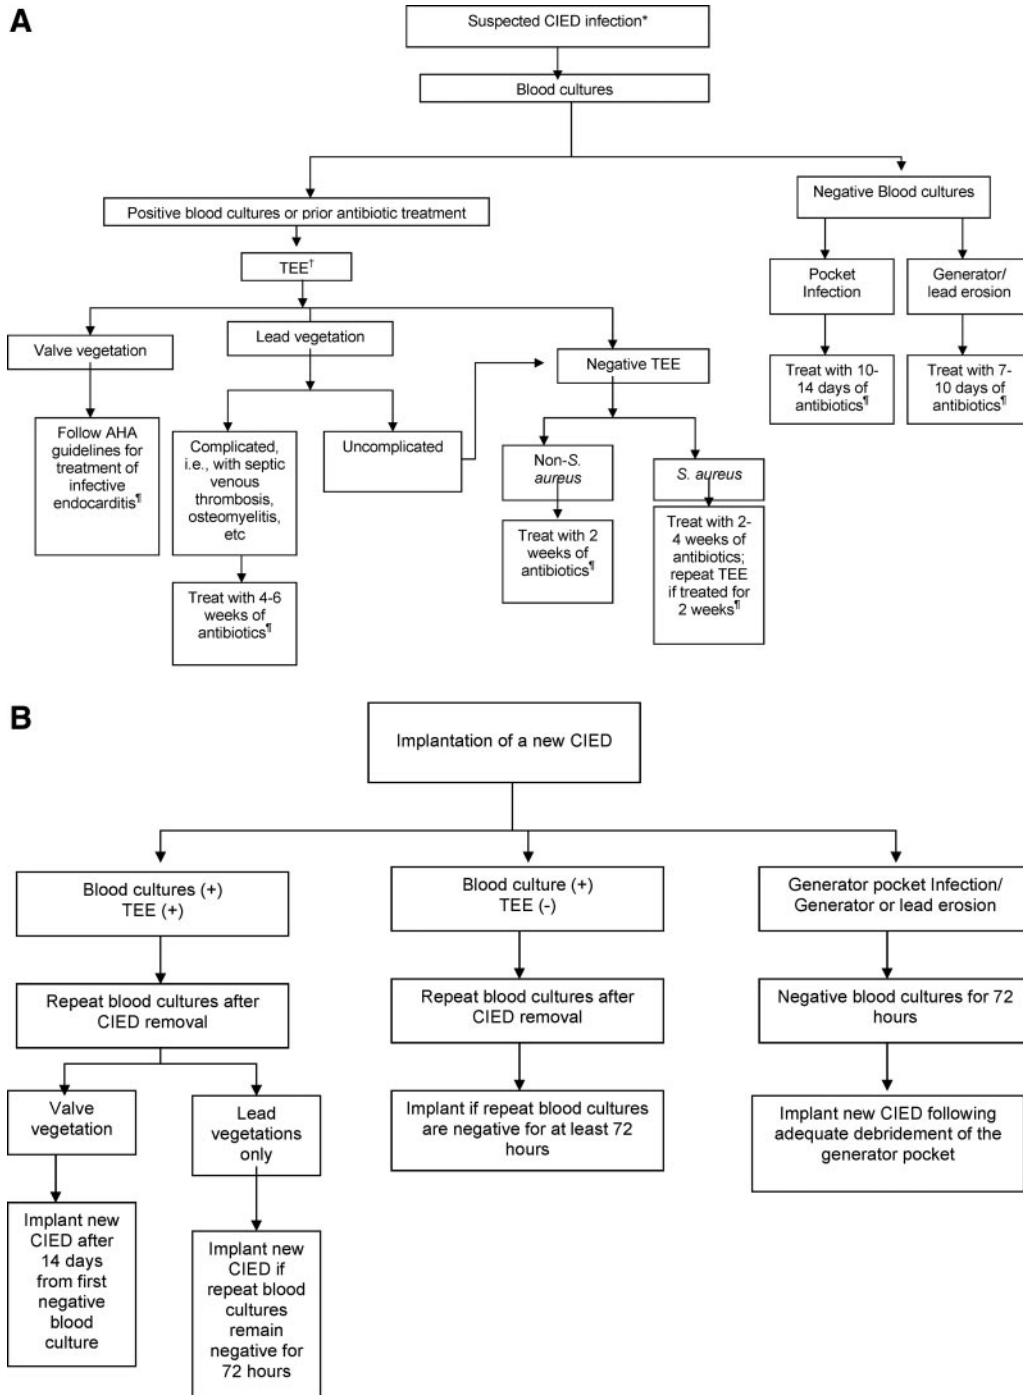 A
Suspected CIED infection*
Blood cultures
Positive blood cultures or prior antibiotic treatment
Negative Blood cultures
TEE†
Pocket
Infection
Generator/
lead erosion
Valve vegetation
Lead vegetation
Negative TEE
Treat with 10-
14 days of
antibiotics¶
Treat with 7-
10 days of
antibiotics¶
Follow AHA
guidelines for
treatment of
infective
endocarditis¶
Complicated,
i.e., with septic
venous
thrombosis,
osteomyelitis,
etc
Uncomplicated
Non-S.
aureus
S. aureus
Treat with 2
weeks of
antibiotics¶
Treat with 2-
4 weeks of
antibiotics;
repeat TEE
if treated for
2 weeks¶
Treat with 4-6
weeks of
antibiotics¶
B
Implantation of a new CIED
Blood cultures (+)
TEE (+)
Blood culture (+)
TEE (-)
Generator pocket Infection/
Generator or lead erosion
Repeat blood cultures after
CIED removal
Repeat blood cultures after
CIED removal
Negative blood cultures for 72
hours
Valve
vegetation
Lead
vegetations
only
Implant if repeat blood cultures
are negative for at least 72
hours
Implant new CIED following
adequate debridement of the
generator pocket
Implant new
CIED after
14 days
from first
negative
blood
culture
Implant new
CIED if
repeat blood
cultures
remain
negative for
72 hours